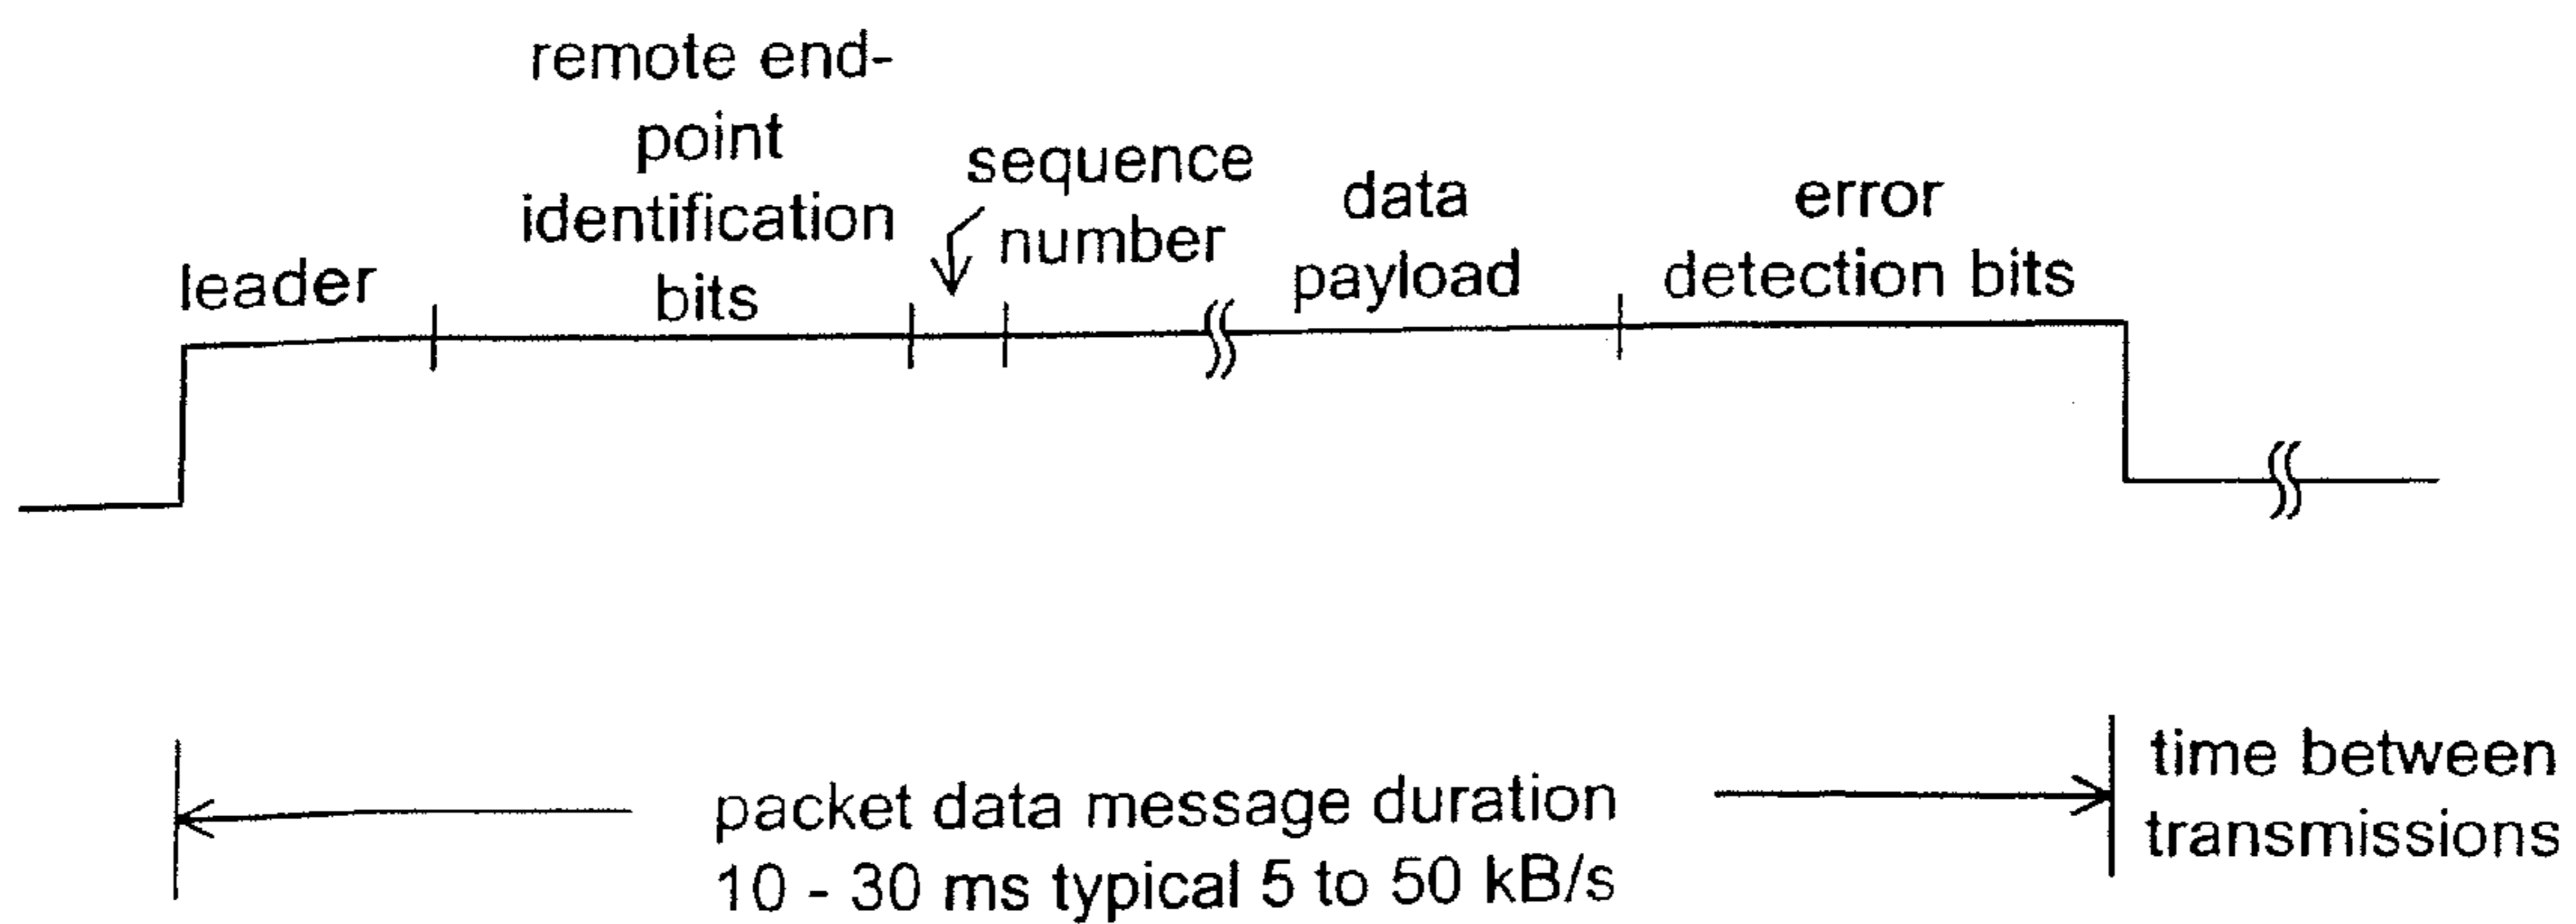 leader
remote end-
point
identification
bits
sequence
number
data
payload
error
detection bits
packet data message duration
10 - 30 ms typical 5 to 50 kB/s
time between
transmissions